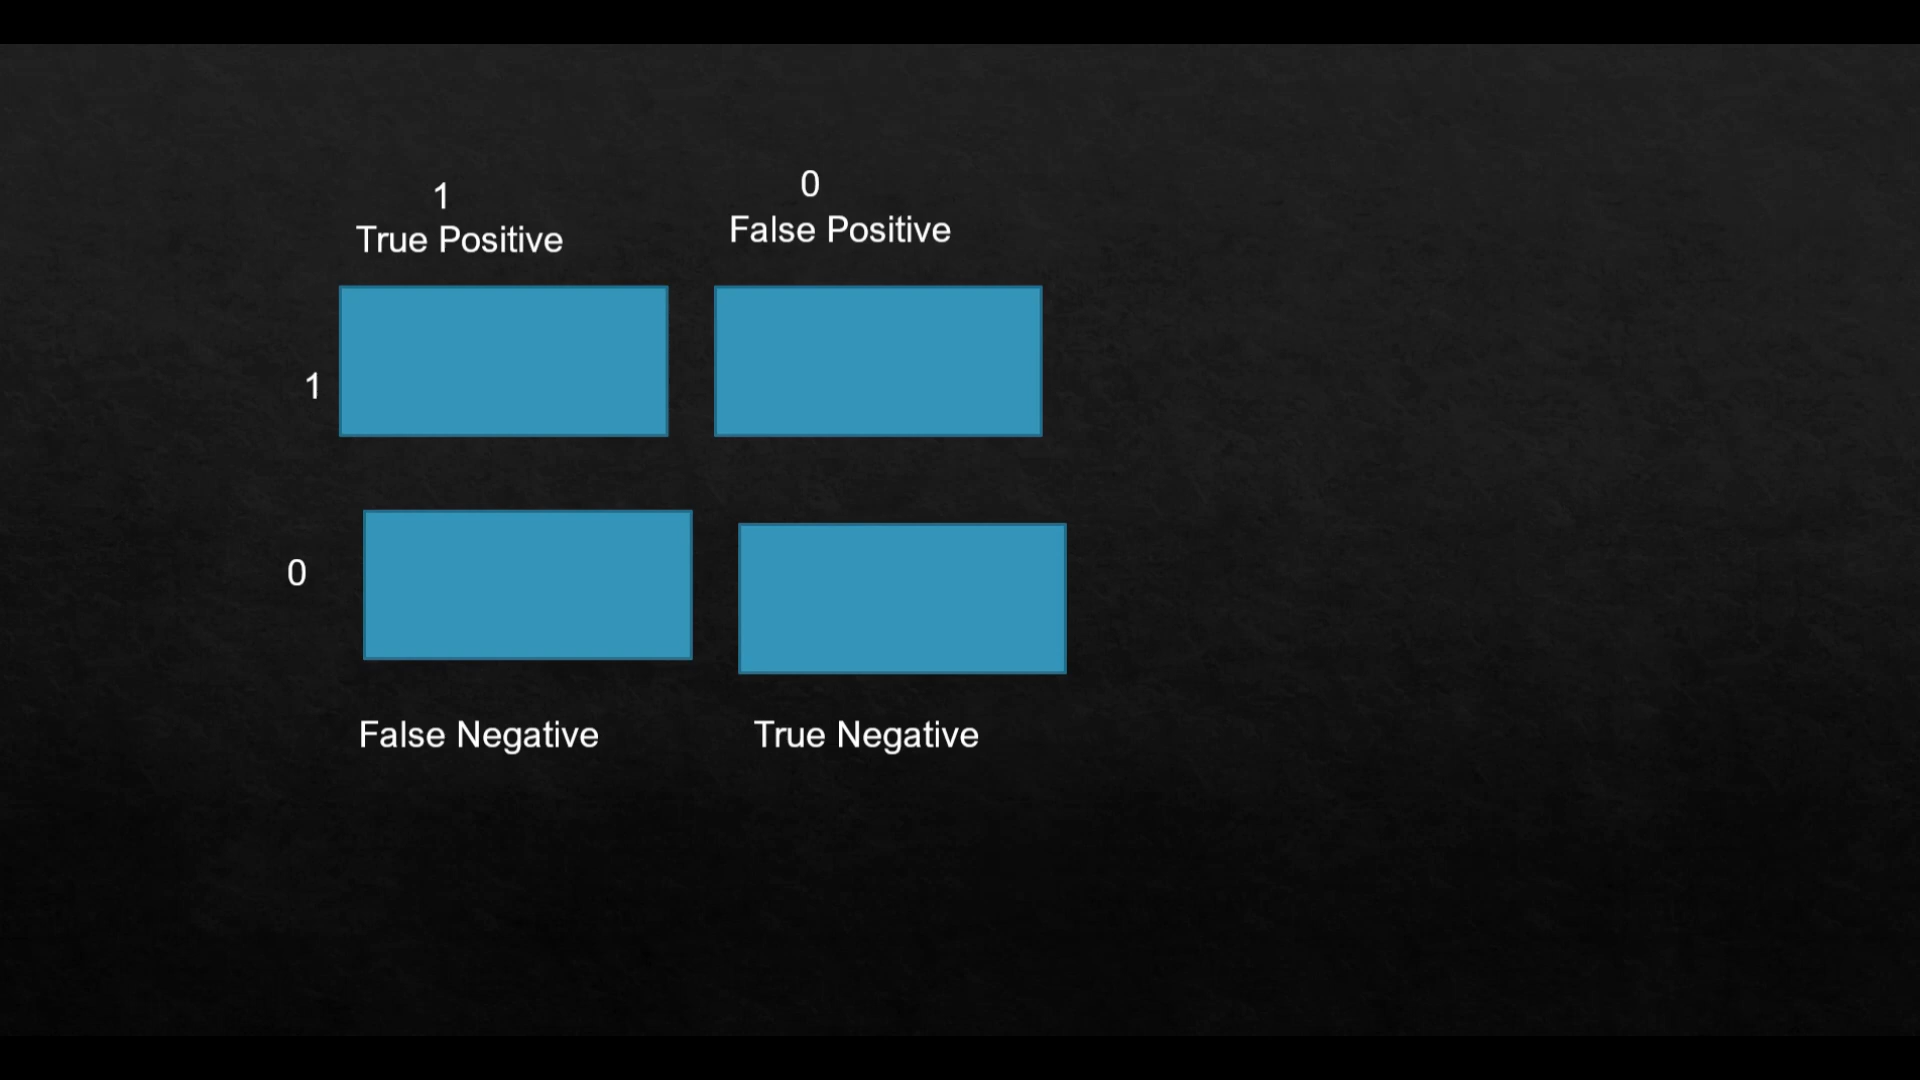 1
0
True Positive
False Positive
1
0
False Negative
True Negative